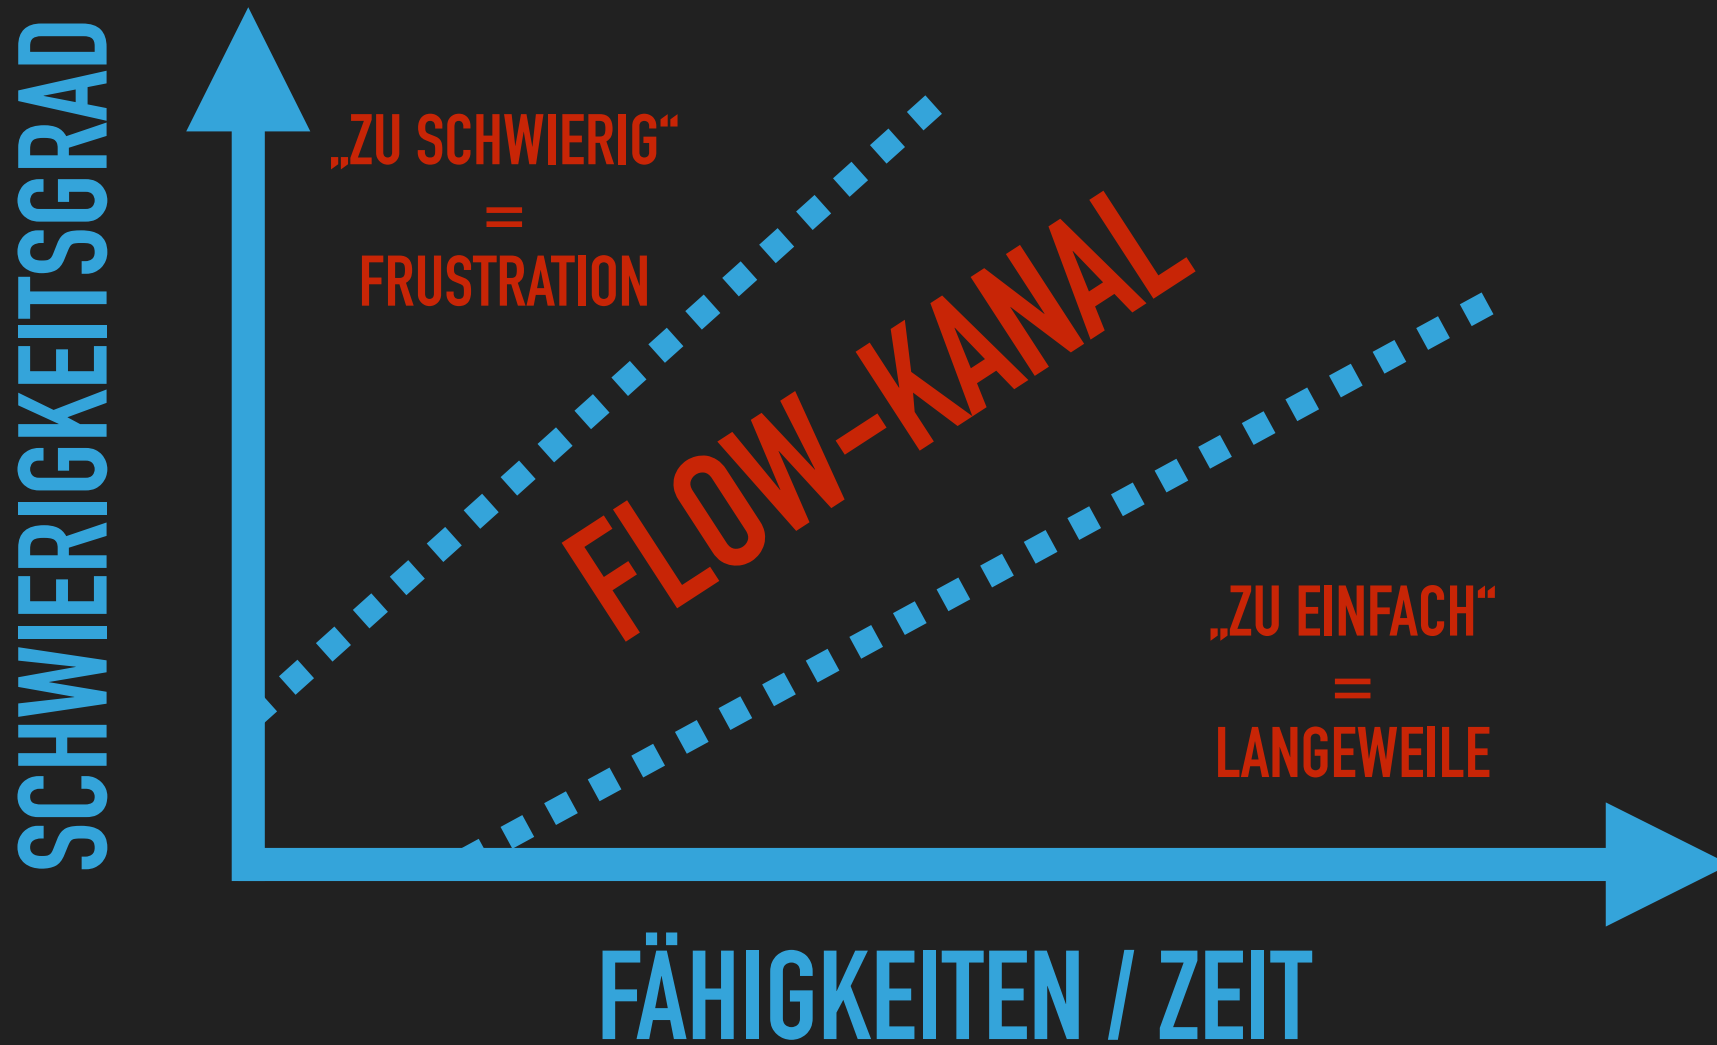 SCHWIERIGKEITSGRAD
„ZU SCHWIERIG“
=
FRUSTRATION
FLOW-KANAL
„ZU EINFACH“
=
LANGEWEILE
FÄHIGKEITEN / ZEIT